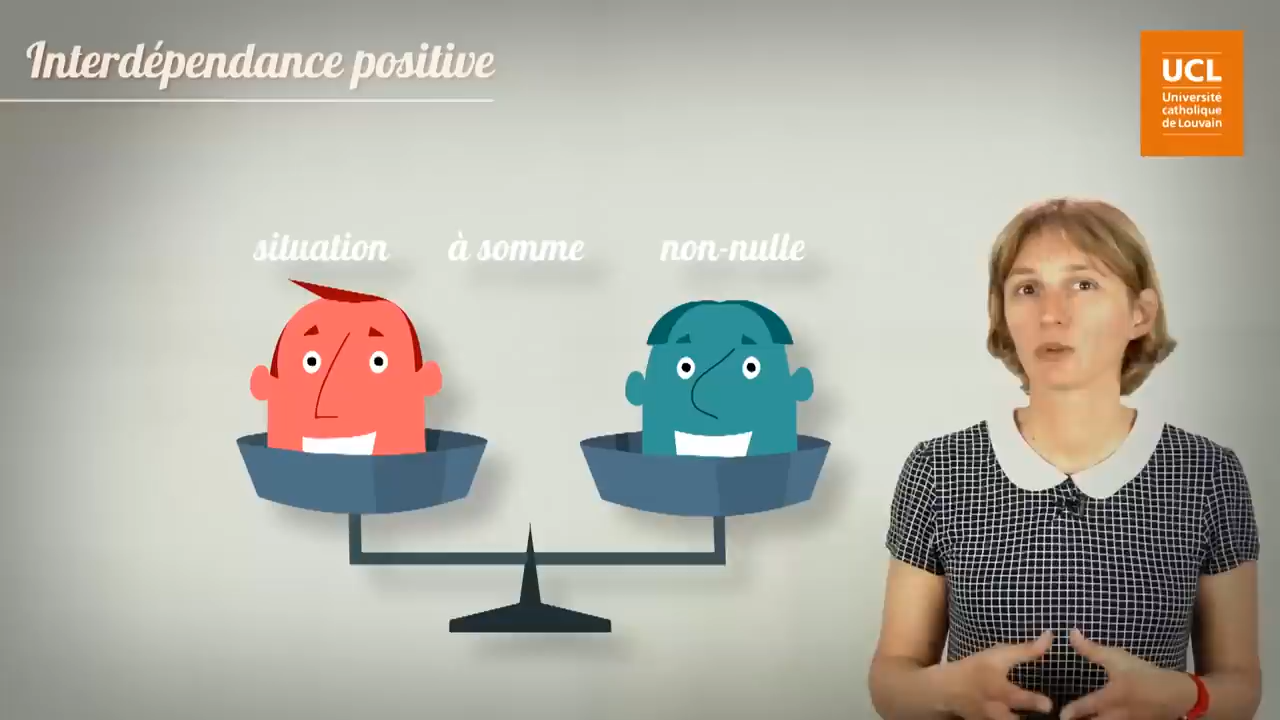 Interdépendance positive
UCL
Université
catholique
de Louvain
situation à somme non-nulle